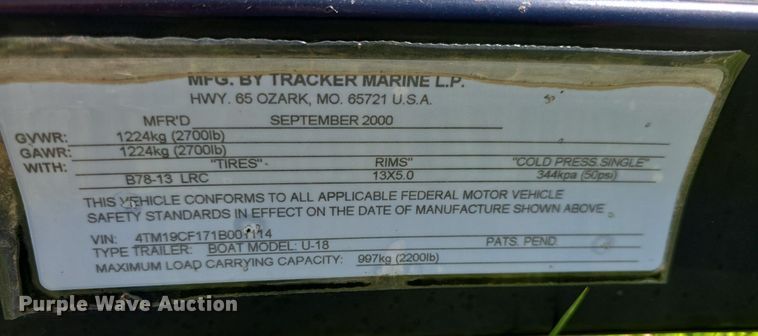 MFG. BY TRACKER MARINE L.P.
HWY. 65 OZARK, MO. 65721 U.S.A.
MFR'D SEPTEMBER 2000
GVWR: 1224kg (2700lb)
GAWR: 1224kg (2700lb)
WITH: "TIRES" RIMS "COLD PRESS.SINGLE"
B78-13 LRC 13X5.0 344kpa (50psi)
THIS VEHICLE CONFORMS TO ALL APPLICABLE FEDERAL MOTOR VEHICLE
SAFETY STANDARDS IN EFFECT ON THE DATE OF MANUFACTURE SHOWN ABOVE
VIN: 4TM19CF171B001114
TYPE TRAILER: BOAT MODEL: U-18 PATS. PEND.
MAXIMUM LOAD CARRYING CAPACITY: 997kg (2200lb)
Purple Wave Auction